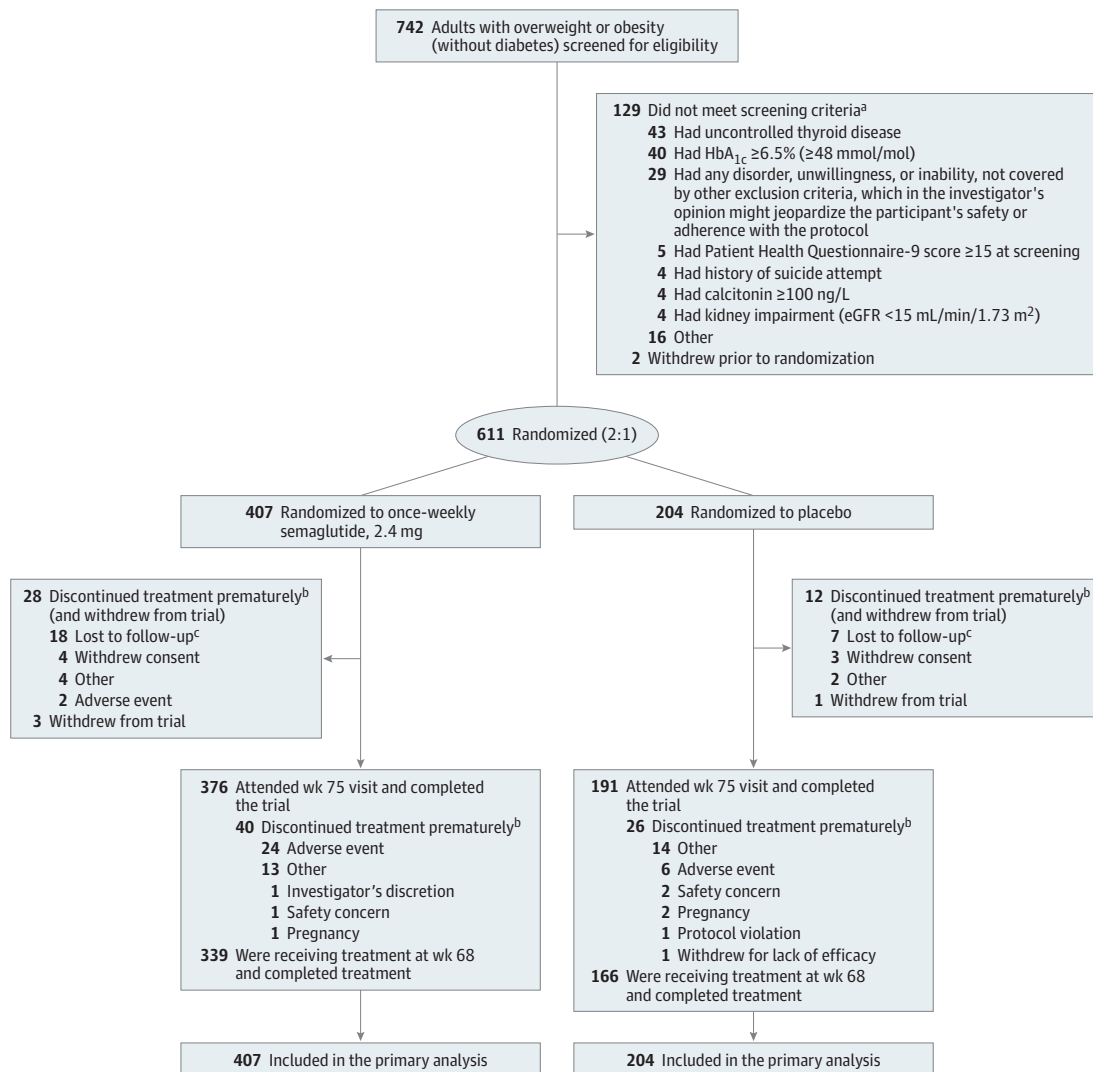 742 Adults with overweight or obesity
(without diabetes) screened for eligibility
129 Did not meet screening criteriaᵃ
43 Had uncontrolled thyroid disease
40 Had HbA1c ≥6.5% (≥48 mmol/mol)
29 Had any disorder, unwillingness, or inability, not covered
by other exclusion criteria, which in the investigator's
opinion might jeopardize the participant's safety or
adherence with the protocol
5 Had Patient Health Questionnaire-9 score ≥15 at screening
4 Had history of suicide attempt
4 Had calcitonin ≥100 ng/L
4 Had kidney impairment (eGFR <15 mL/min/1.73 m²)
16 Other
2 Withdrew prior to randomization
611 Randomized (2:1)
407 Randomized to once-weekly
semaglutide, 2.4 mg
204 Randomized to placebo
28 Discontinued treatment prematurelyᵇ
(and withdrew from trial)
18 Lost to follow-upᶜ
4 Withdrew consent
4 Other
2 Adverse event
3 Withdrew from trial
12 Discontinued treatment prematurelyᵇ
(and withdrew from trial)
7 Lost to follow-upᶜ
3 Withdrew consent
2 Other
1 Withdrew from trial
376 Attended wk 75 visit and completed
the trial
40 Discontinued treatment prematurelyᵇ
24 Adverse event
13 Other
1 Investigator's discretion
1 Safety concern
1 Pregnancy
339 Were receiving treatment at wk 68
and completed treatment
191 Attended wk 75 visit and completed
the trial
26 Discontinued treatment prematurelyᵇ
14 Other
6 Adverse event
2 Safety concern
2 Pregnancy
1 Protocol violation
1 Withdrew for lack of efficacy
166 Were receiving treatment at wk 68
and completed treatment
407 Included in the primary analysis
204 Included in the primary analysis